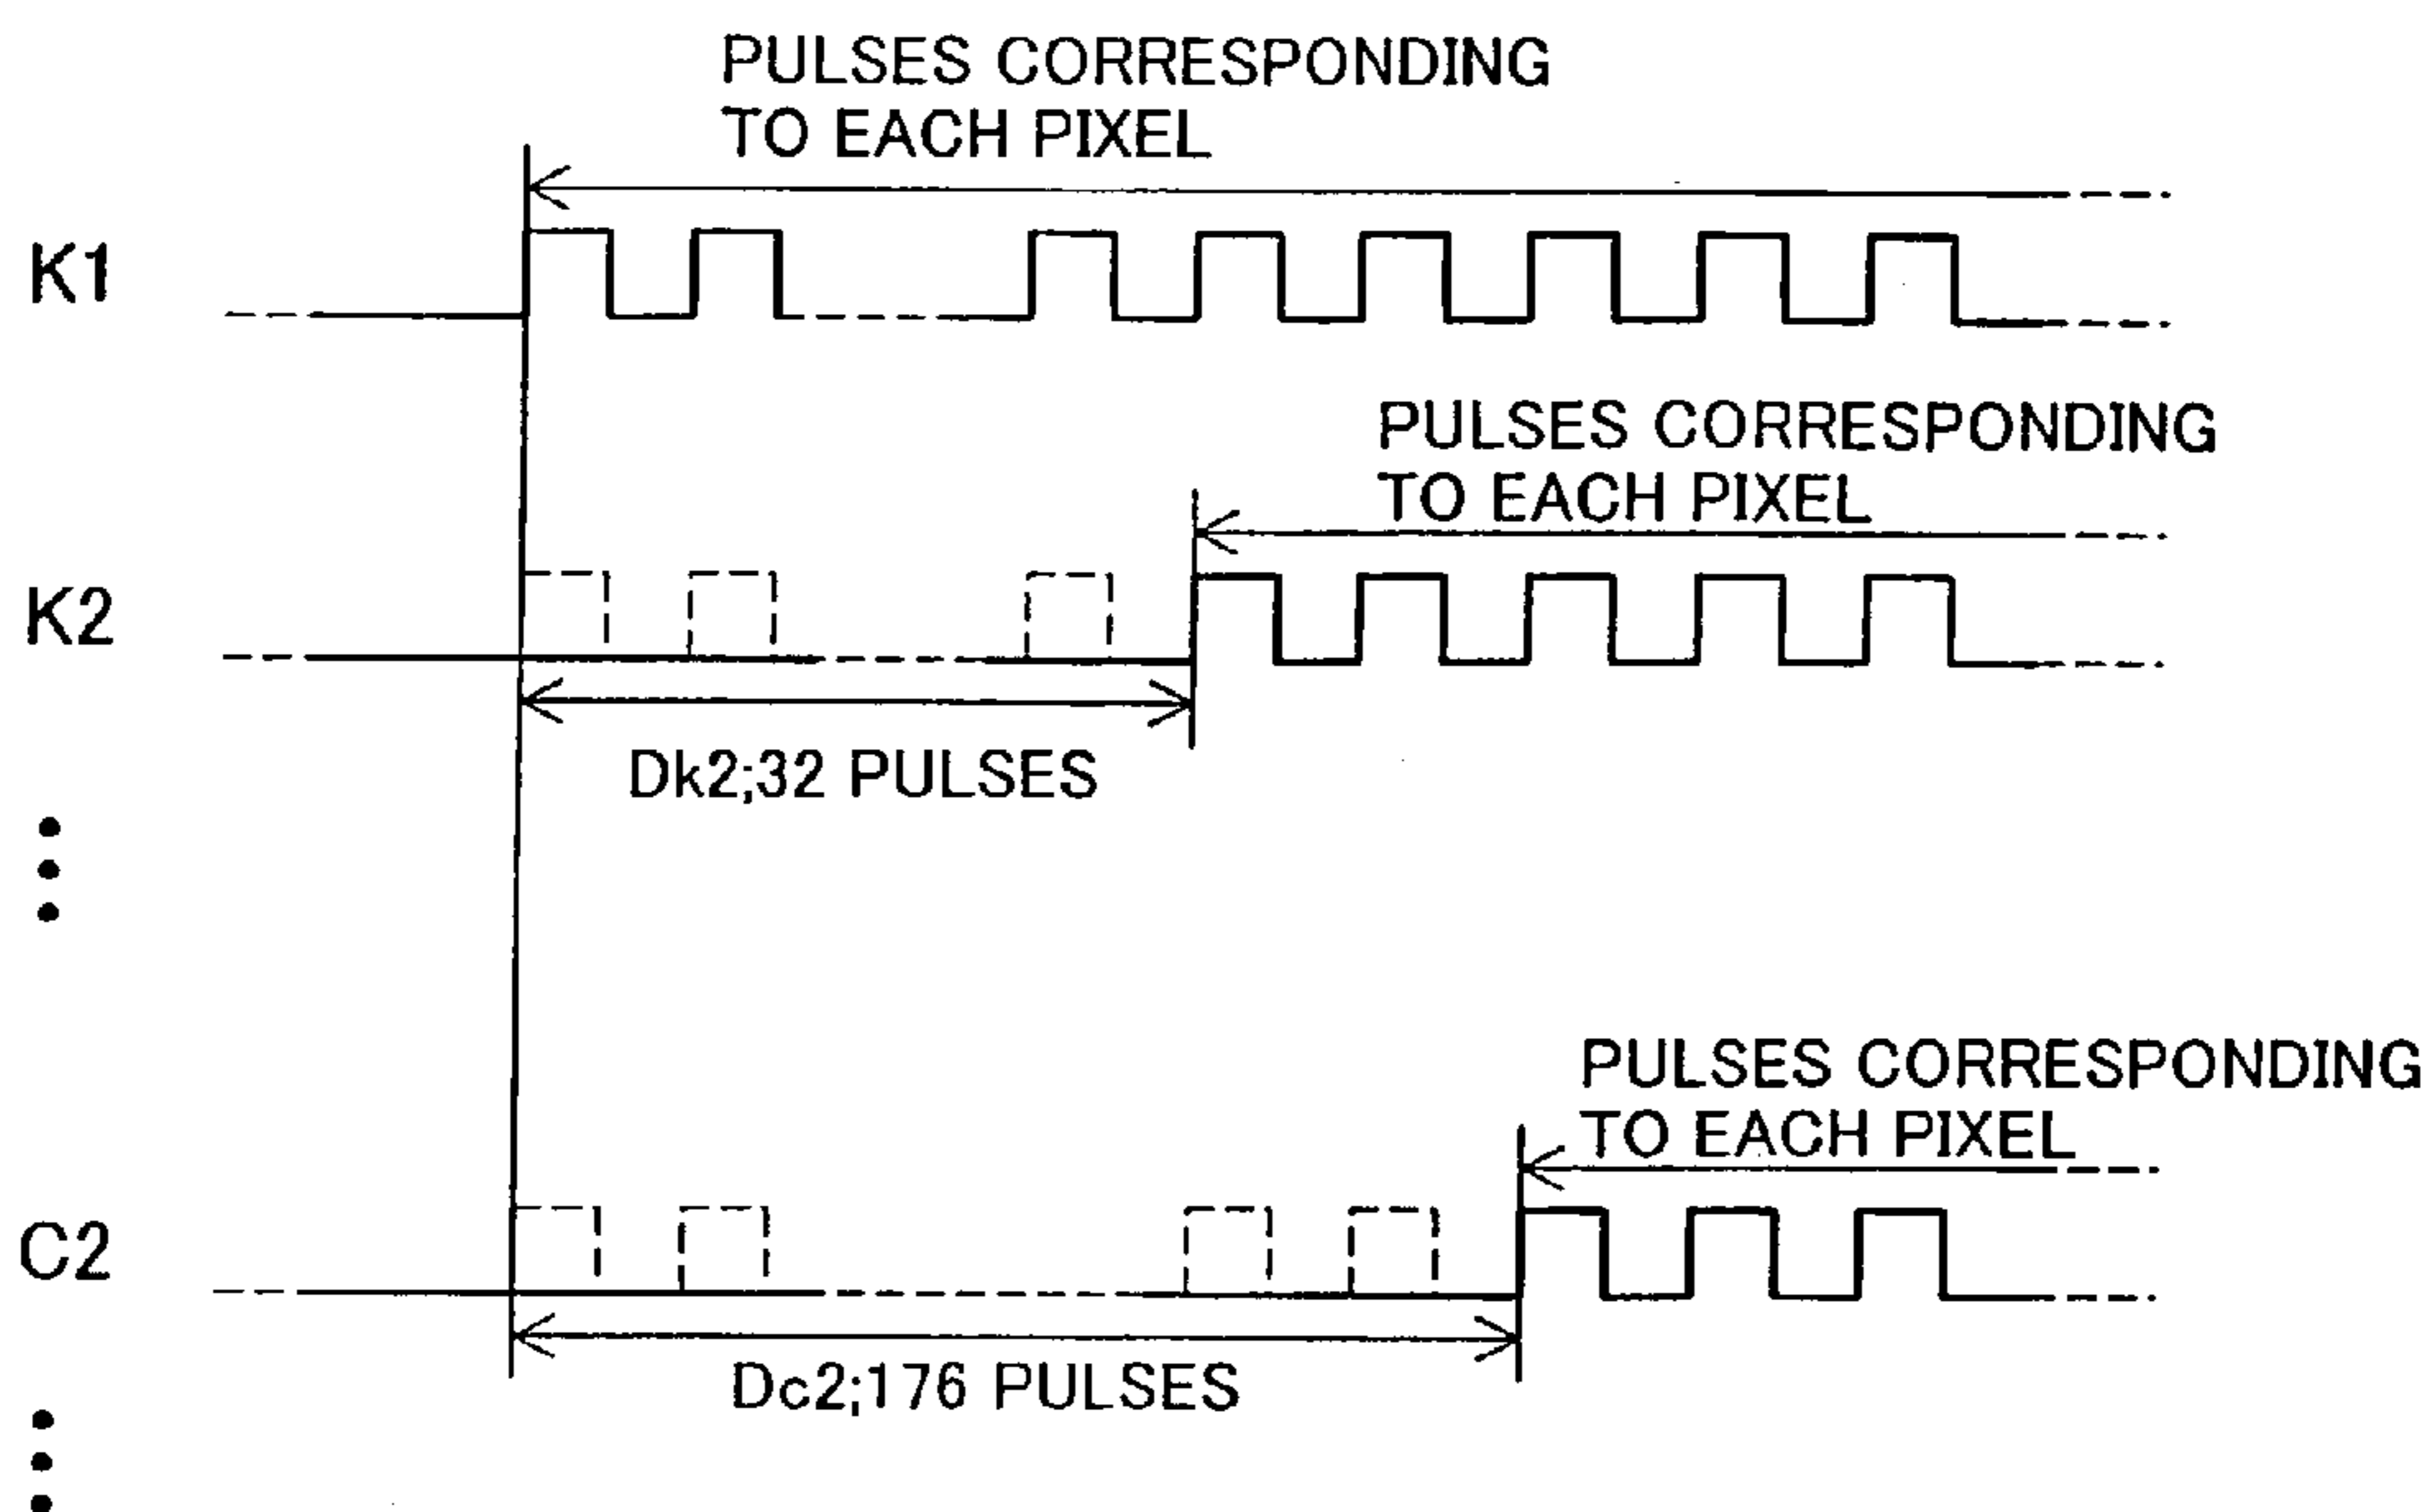 PULSES CORRESPONDING
TO EACH PIXEL
K1
PULSES CORRESPONDING
TO EACH PIXEL
K2
Dk2;32 PULSES
PULSES CORRESPONDING
TO EACH PIXEL
C2
Dc2;176 PULSES